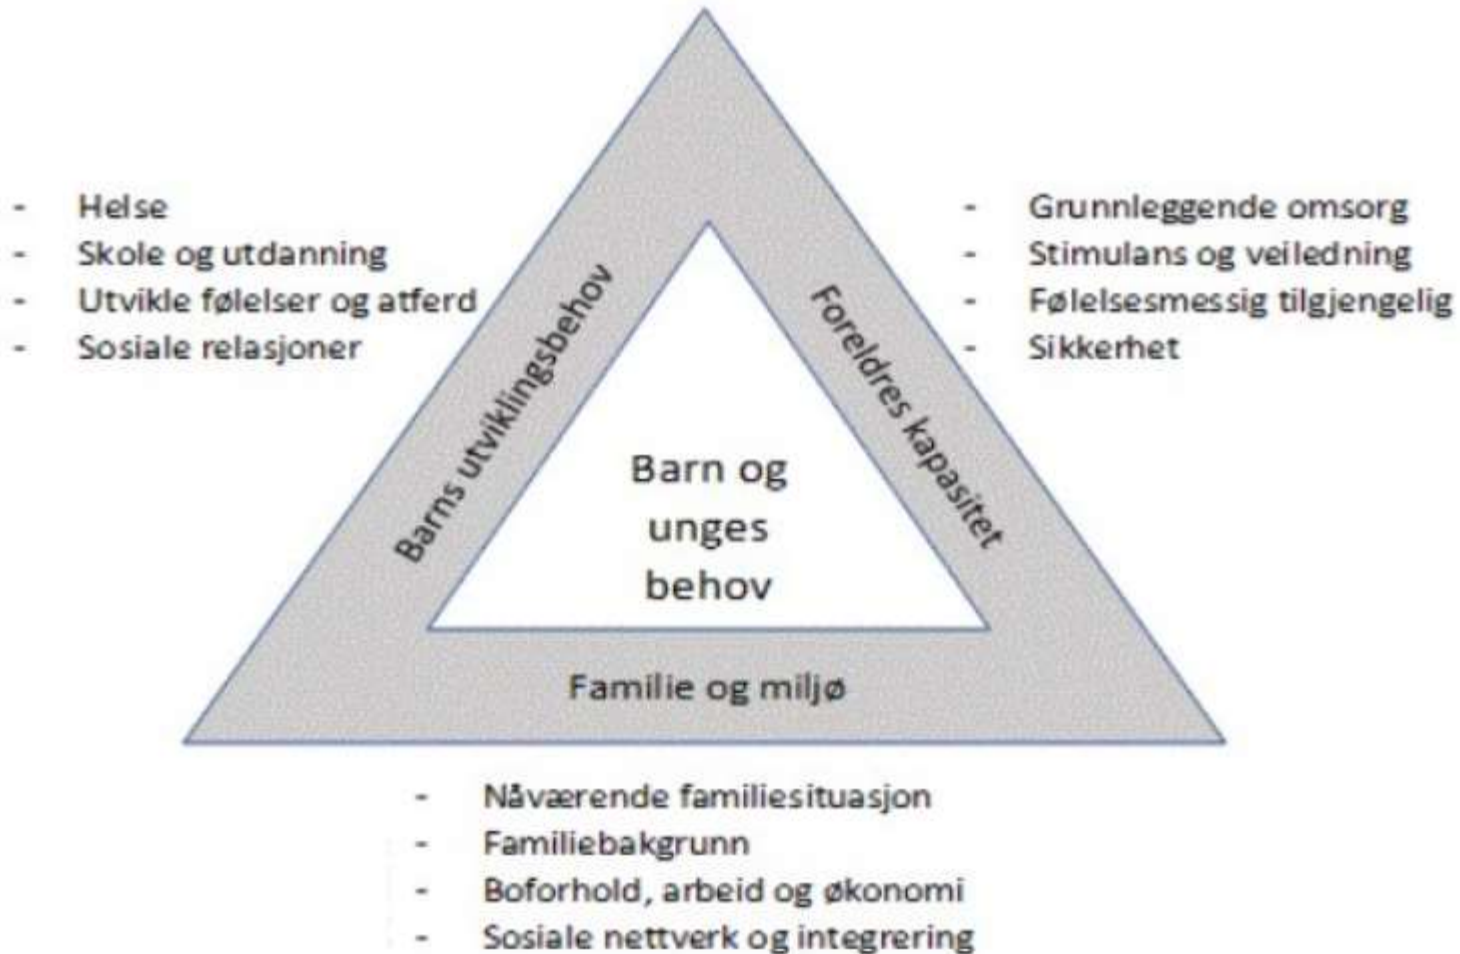 - Helse
- Skole og utdanning
- Utvikle følelser og atferd
- Sosiale relasjoner
Barns utviklingsbehov
Foreldres kapasitet
- Grunnleggende omsorg
- Stimulans og veiledning
- Følelsesmessig tilgjengelig
- Sikkerhet
Barn og
unges
behov
Familie og miljø
- Nåværende familiesituasjon
- Familiebakgrunn
- Boforhold, arbeid og økonomi
- Sosiale nettverk og integrering